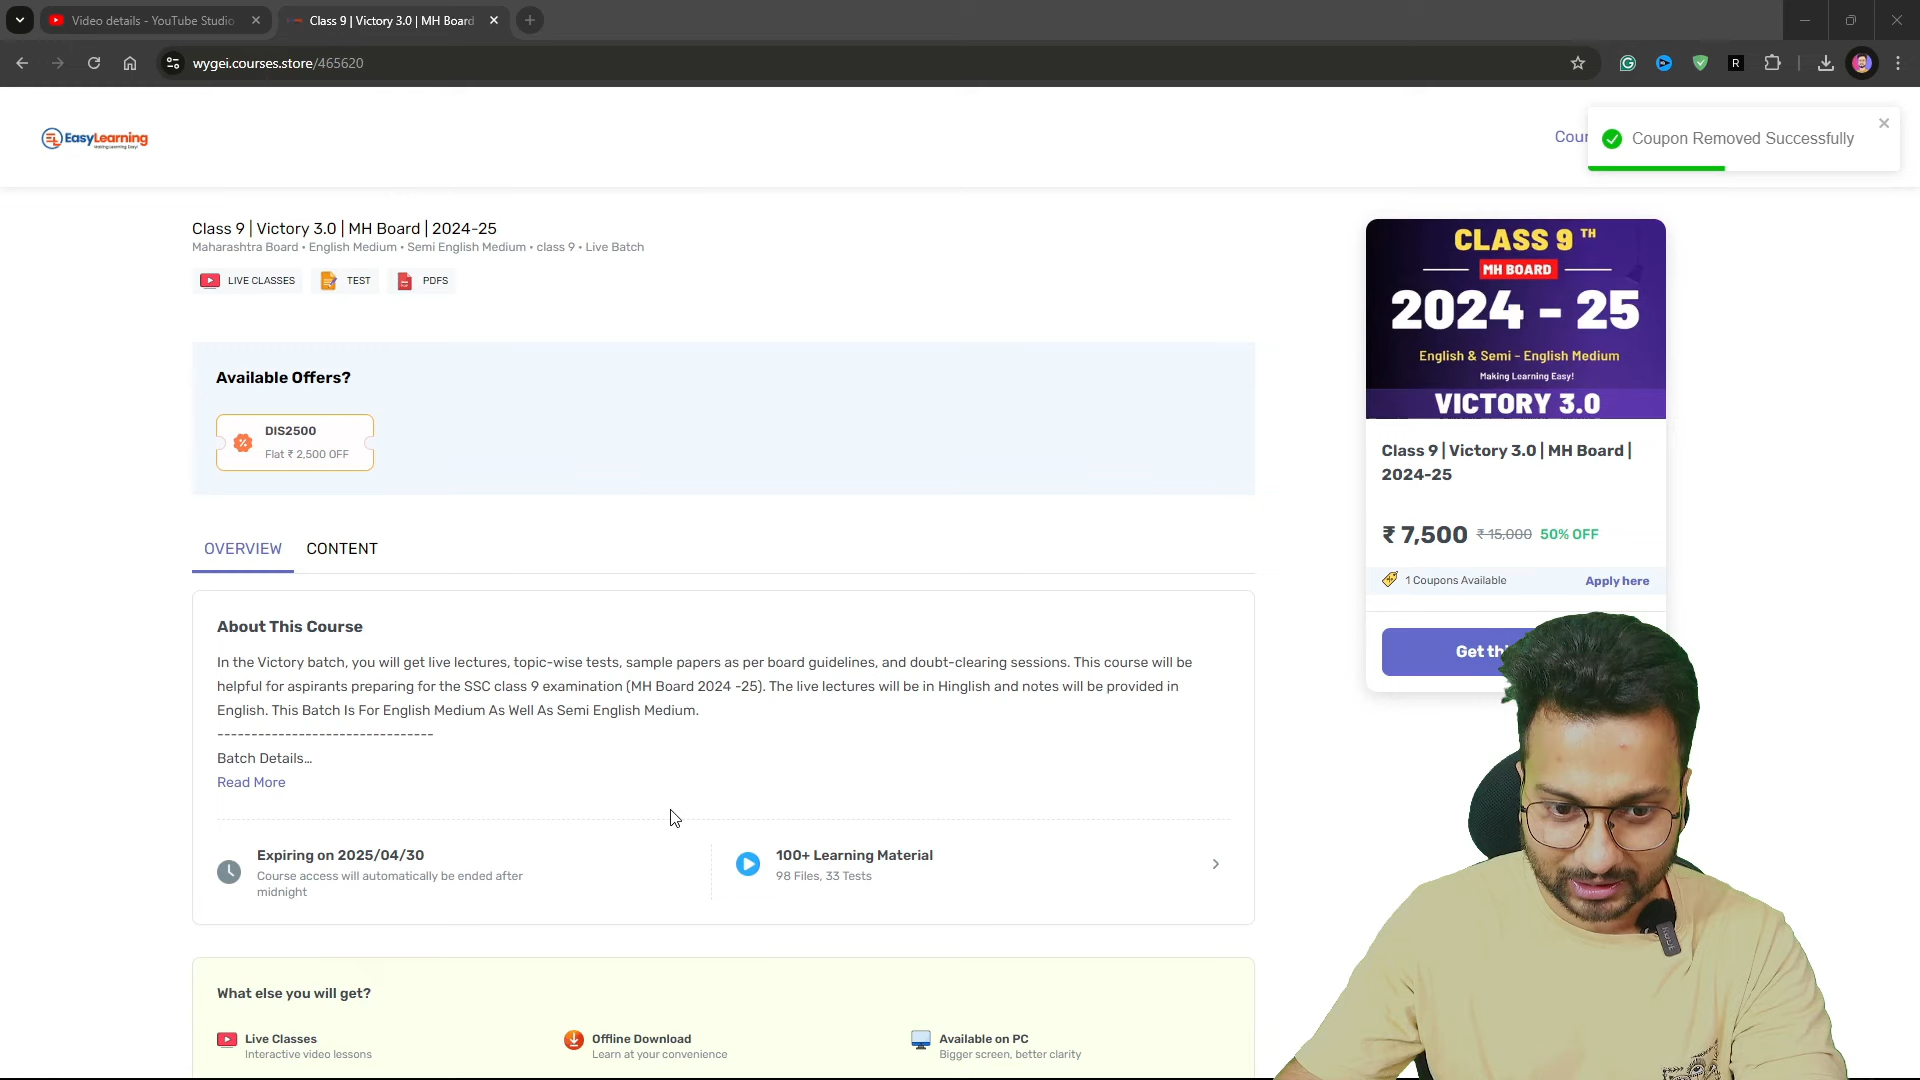 Video details - YouTube Studio
Class 9 | Victory 3.0 | MH Board
wygei.courses.store/465620
R
EasyLearning
Making Learning Easy!
Coupon Removed Successfully
Class 9 | Victory 3.0 | MH Board | 2024-25
Maharashtra Board • English Medium • Semi English Medium • class 9 • Live Batch
LIVE CLASSES
TEST
PDFS
Available Offers?
DIS2500
Flat ₹ 2,500 OFF
OVERVIEW
CONTENT
About This Course
In the Victory batch, you will get live lectures, topic-wise tests, sample papers as per board guidelines, and doubt-clearing sessions. This course will be
helpful for aspirants preparing for the SSC class 9 examination (MH Board 2024 -25). The live lectures will be in Hinglish and notes will be provided in
English. This Batch Is For English Medium As Well As Semi English Medium.
--------------------------------
Batch Details…
Read More
Expiring on 2025/04/30
Course access will automatically be ended after
midnight
100+ Learning Material
98 Files, 33 Tests
What else you will get?
Live Classes
Interactive video lessons
Offline Download
Learn at your convenience
Available on PC
Bigger screen, better clarity
CLASS 9 TH
MH BOARD
2024 - 25
English & Semi - English Medium
Making Learning Easy!
VICTORY 3.0
Class 9 | Victory 3.0 | MH Board |
2024-25
₹ 7,500 ₹ 15,000 50% OFF
1 Coupons Available
Apply here
Get
RODE